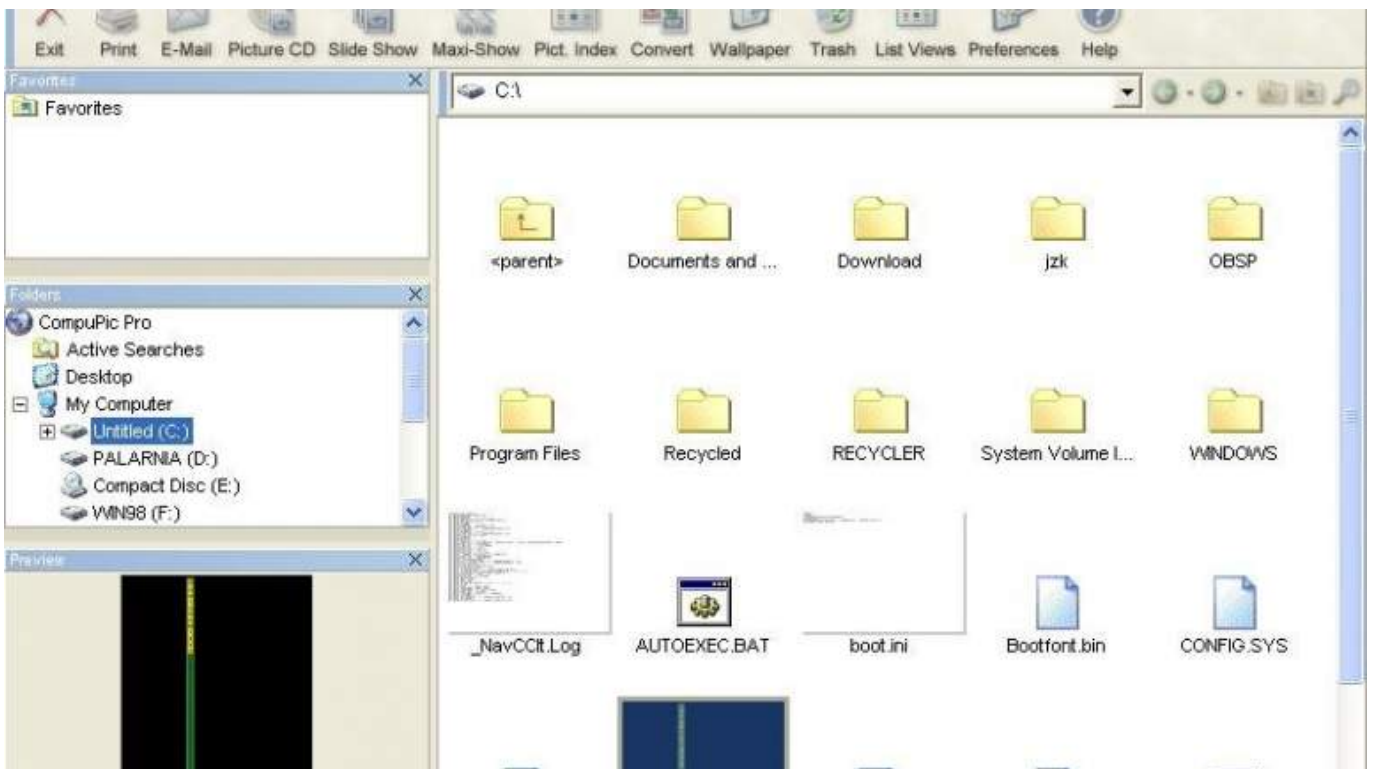 Exit Print E-Mail Picture CD Slide Show Maxi-Show Pict. Index Convert Wallpaper Trash List Views Preferences Help
Favorites
Favorites
C:\
<parent> Documents and ... Download jzk OBSP
Folders
CompuPic Pro
Active Searches
Desktop
My Computer
Untitled (C:)
PALARNIA (D:)
Compact Disc (E:)
WIN98 (F:)
Program Files Recycled RECYCLER System Volume I... WINDOWS
Preview
_NavCClt.Log AUTOEXEC.BAT boot.ini Bootfont.bin CONFIG.SYS